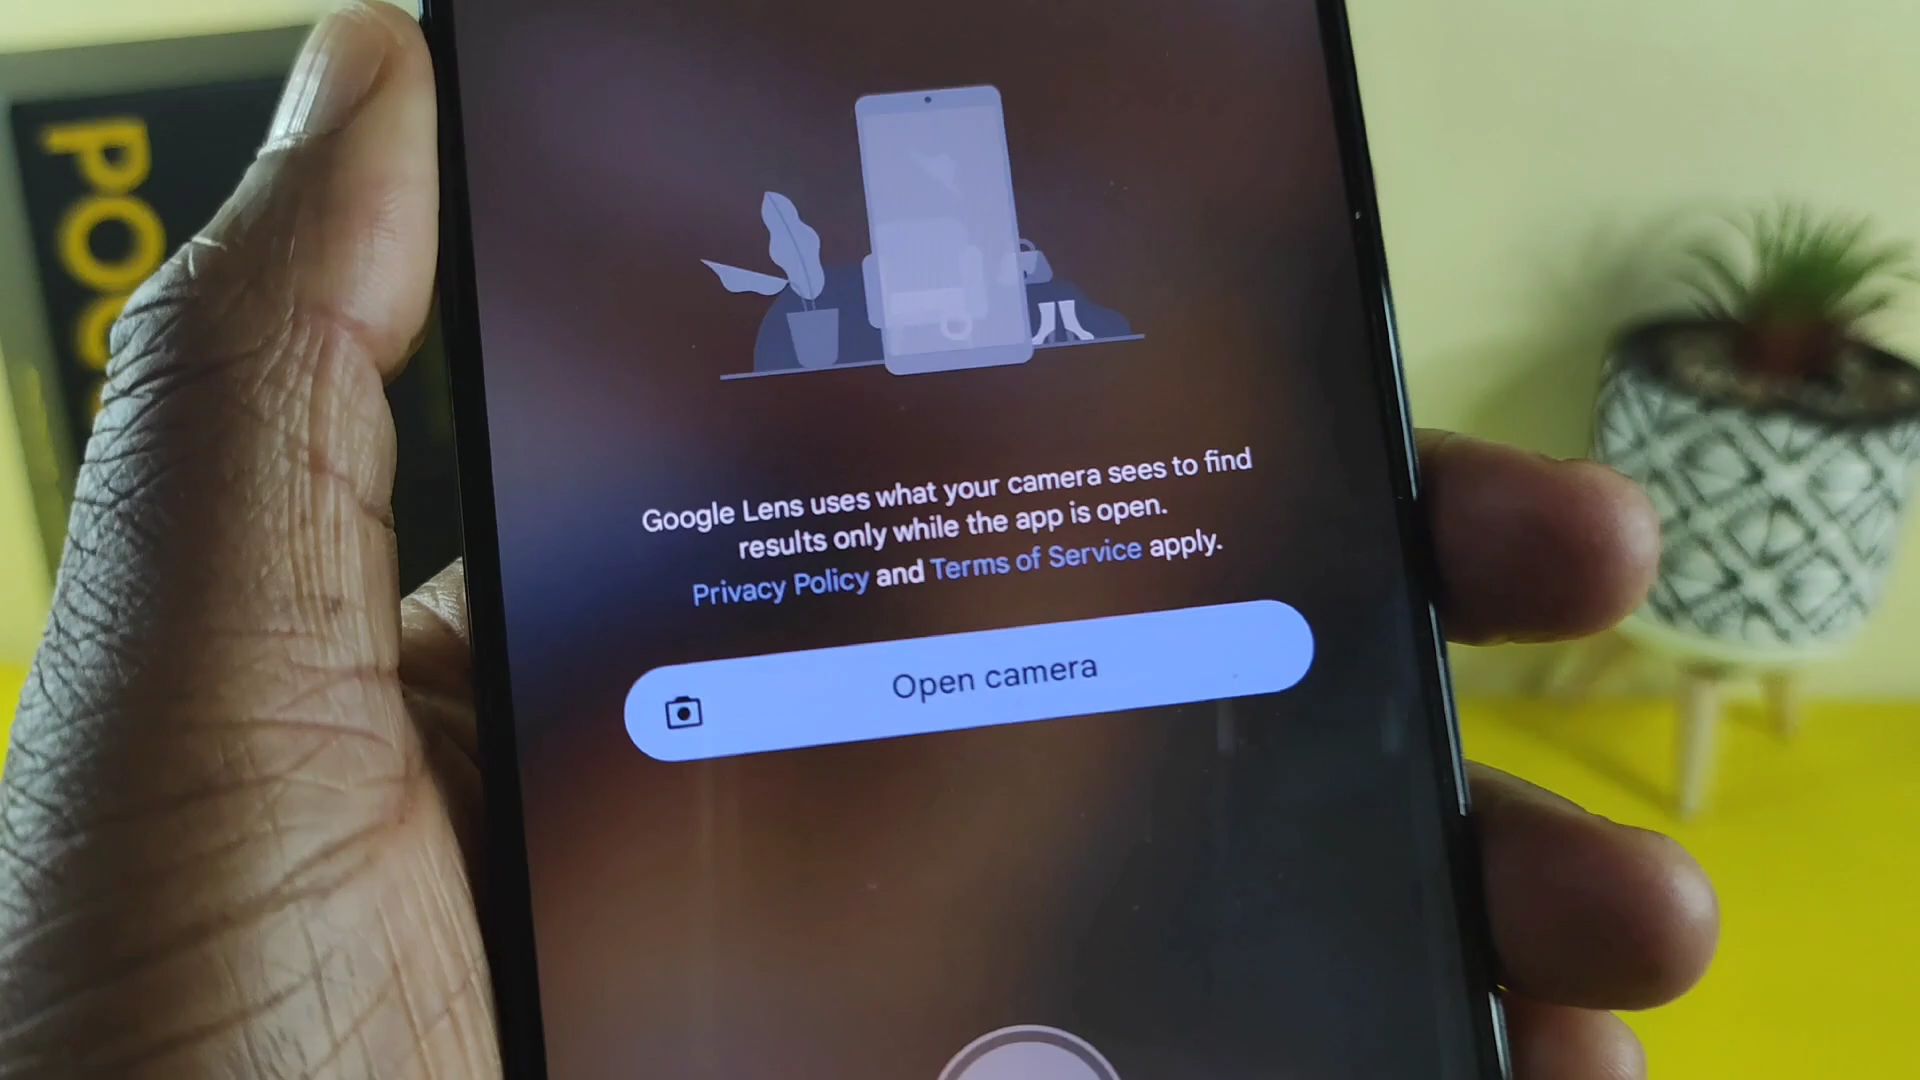 POCO
Google Lens uses what your camera sees to find
results only while the app is open.
Privacy Policy and Terms of Service apply.
Open camera